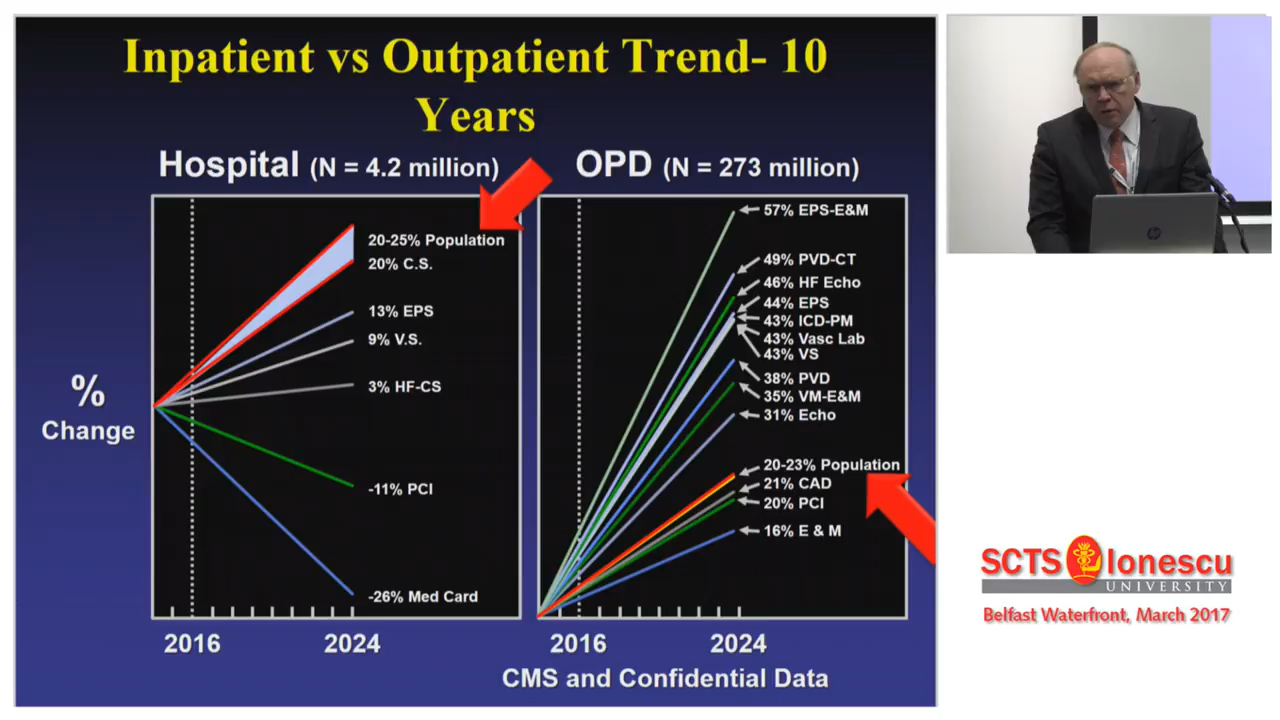 Inpatient vs Outpatient Trend- 10
Years
Hospital (N = 4.2 million)
OPD (N = 273 million)
%
Change
20-25% Population
20% C.S.
13% EPS
9% V.S.
3% HF-CS
-11% PCI
-26% Med Card
2016
2024
57% EPS-E&M
49% PVD-CT
46% HF Echo
44% EPS
43% ICD-PM
43% Vasc Lab
43% VS
38% PVD
35% VM-E&M
31% Echo
20-23% Population
21% CAD
20% PCI
16% E & M
2016
2024
CMS and Confidential Data
hp
SCTS Ionescu
UNIVERSITY
Belfast Waterfront, March 2017